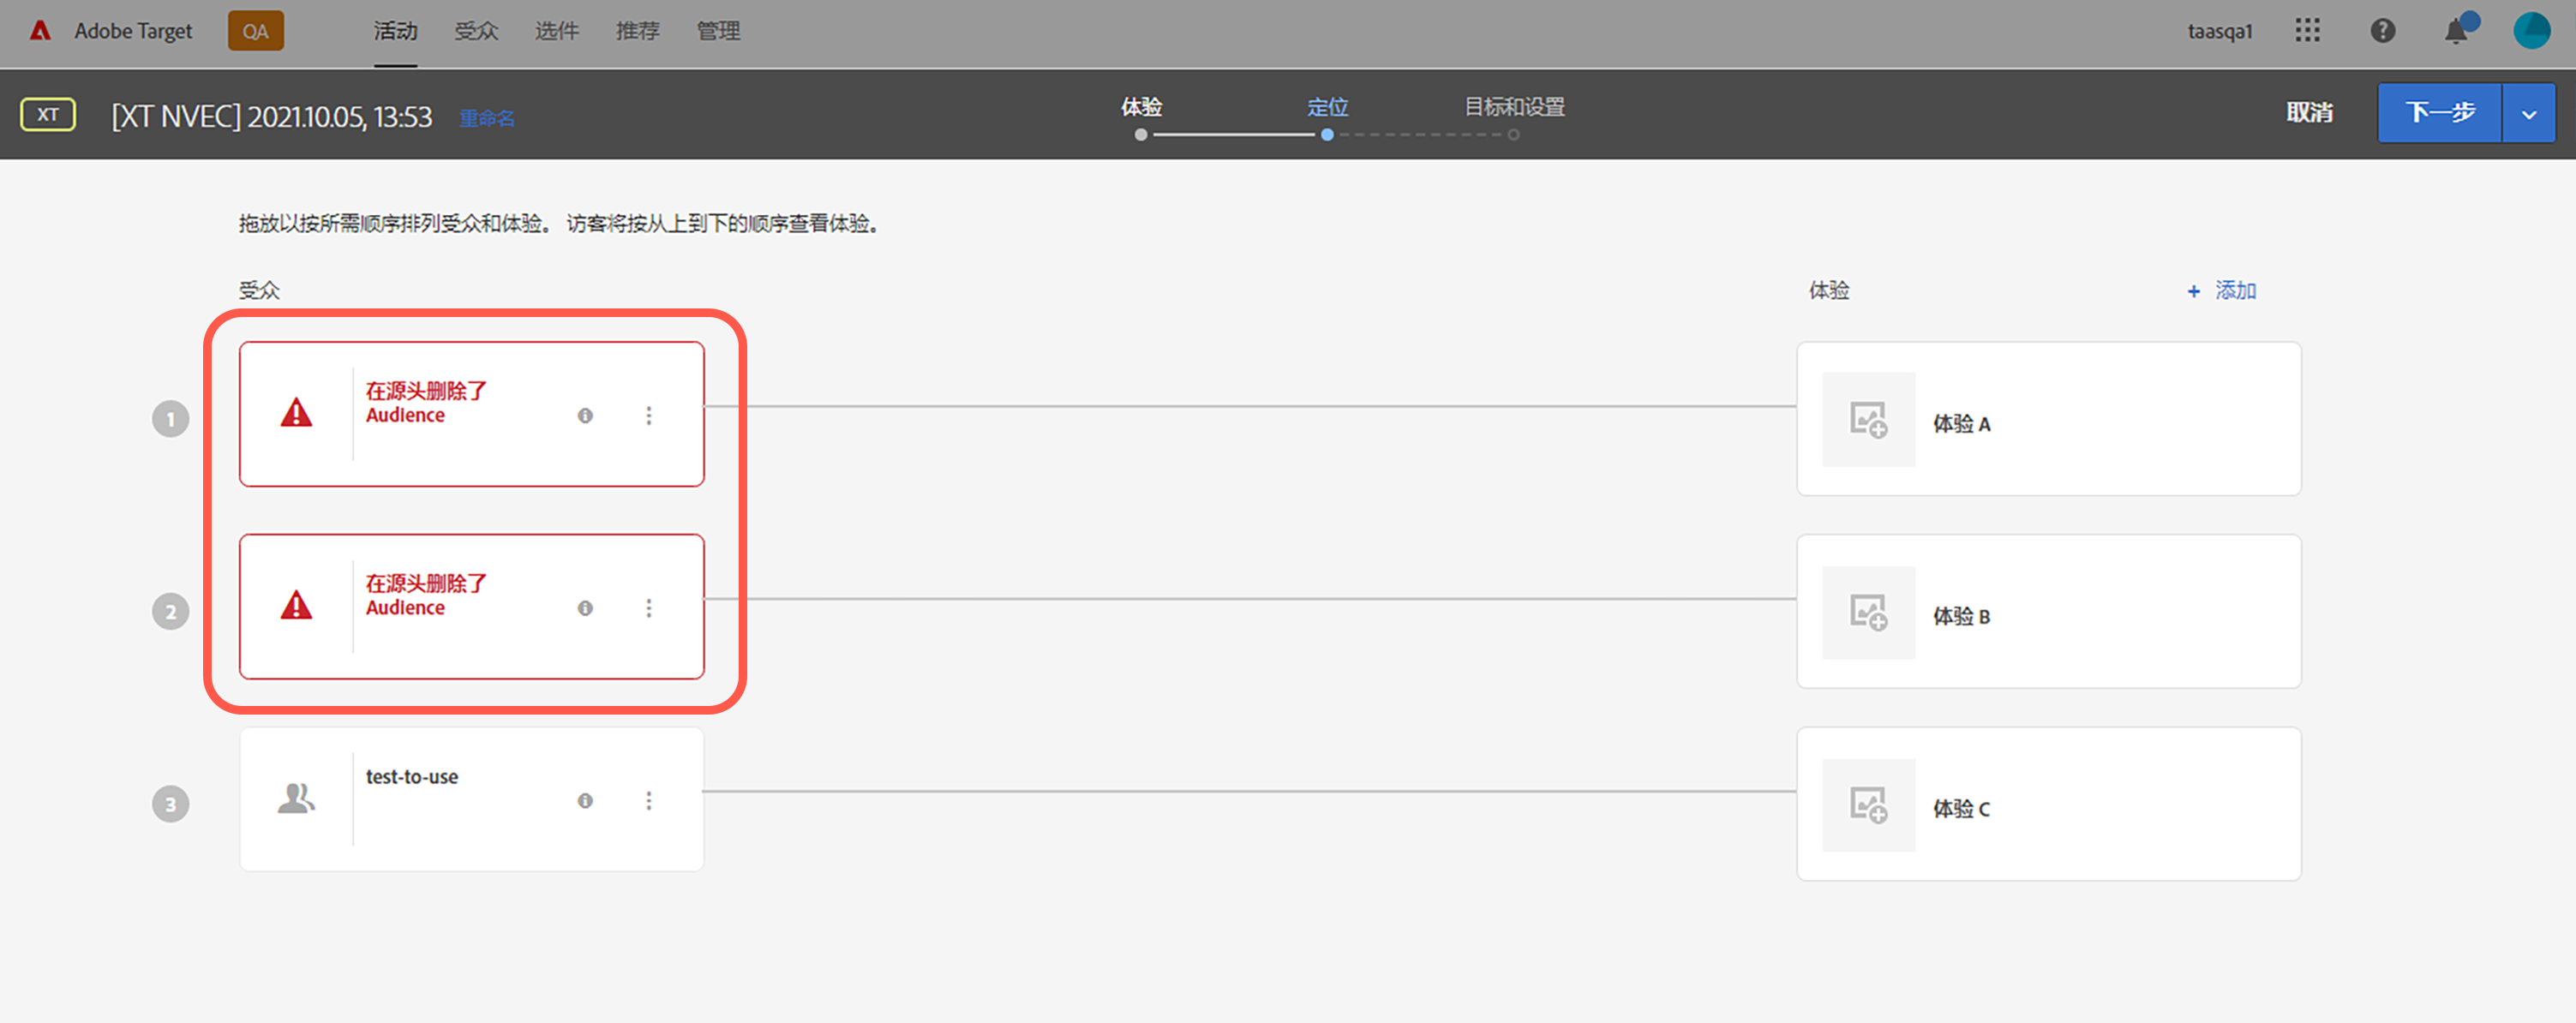 Adobe Target
QA
活动
受众
选件
推荐
管理
taasqa1
XT
[XT NVEC] 2021.10.05, 13:53
重命名
体验
定位
目标和设置
取消
下一步
拖放以按所需顺序排列受众和体验。 访客将按从上到下的顺序查看体验。
受众
体验
+ 添加
1
在源头删除了
Audience
体验 A
2
在源头删除了
Audience
体验 B
3
test-to-use
体验 C